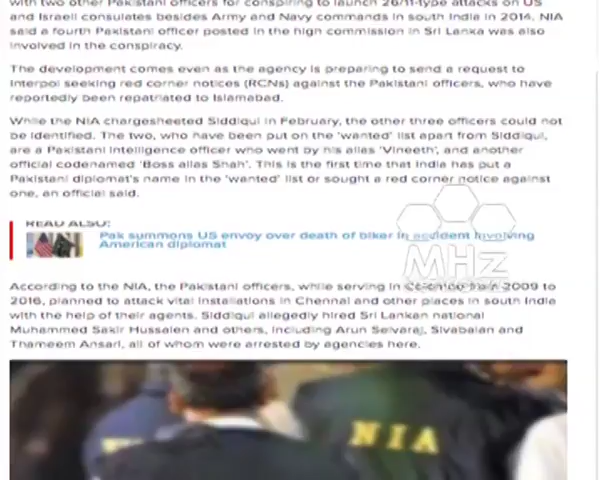 with two other Pakistani officers for conspiring to launch 26/11-type attacks on US
and Israeli consulates besides Army and Navy commands in south India in 2014. NIA
said a fourth Pakistani officer posted in the high commission in Sri Lanka was also
involved in the conspiracy.
The development comes even as the agency is preparing to send a request to
Interpol seeking red corner notices (RCNs) against the Pakistani officers, who have
reportedly been repatriated to Islamabad.
While the NIA chargesheeted Siddiqui in February, the other three officers could not
be identified. The two, who have been put on the 'wanted' list apart from Siddiqui,
are a Pakistani intelligence officer who went by his alias 'Vineeth', and another
official codenamed 'Boss alias Shah'. This is the first time that India has put a
Pakistani diplomat's name in the 'wanted' list or sought a red corner notice against
one, an official said.
READ ALSO:
Pak summons US envoy over death of biker in accident involving
American diplomat
MHz
According to the NIA, the Pakistani officers, while serving in Colombo from 2009 to
2016, planned to attack vital installations in Chennai and other places in south India
with the help of their agents. Siddiqui allegedly hired Sri Lankan national
Muhammed Sakir Hussaien and others, including Arun Selvaraj, Sivabalan and
Thameem Ansari, all of whom were arrested by agencies here.
NIA